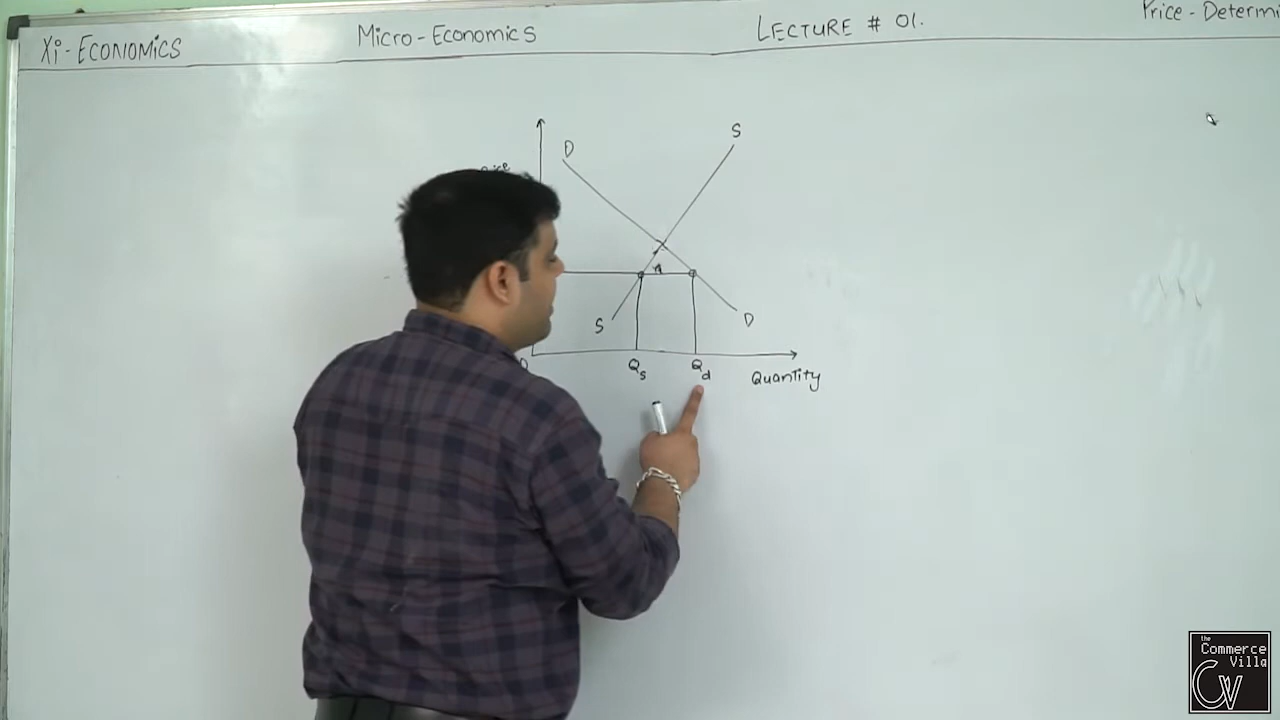 Xi-ECONOMICS
MICRO-ECONOMICS
LECTURE # 01.
Price-Determi
D
S
S
D
Qs
Qd
Quantity
the
Commerce
Villa
CV